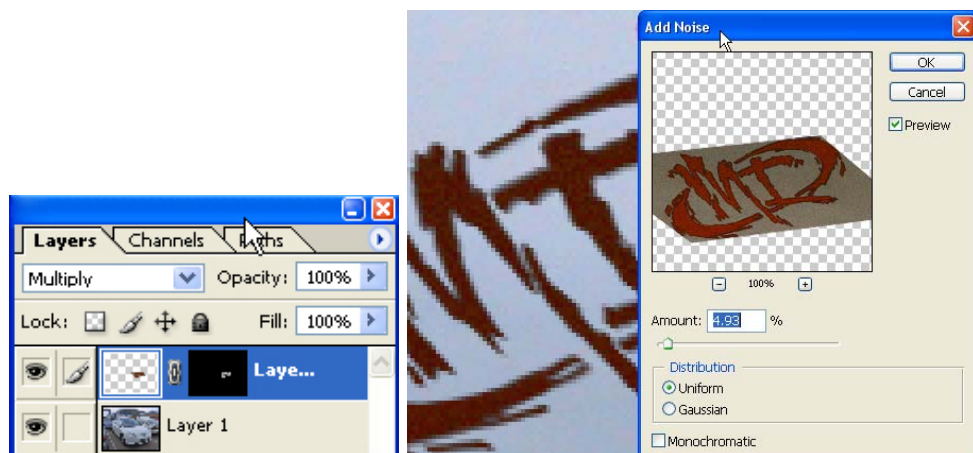 Layers Channels Paths
Multiply Opacity: 100%
Lock: Fill: 100%
Laye...
Layer 1
Add Noise
OK
Cancel
Preview
100%
Amount: 4.93 %
Distribution
Uniform
Gaussian
Monochromatic